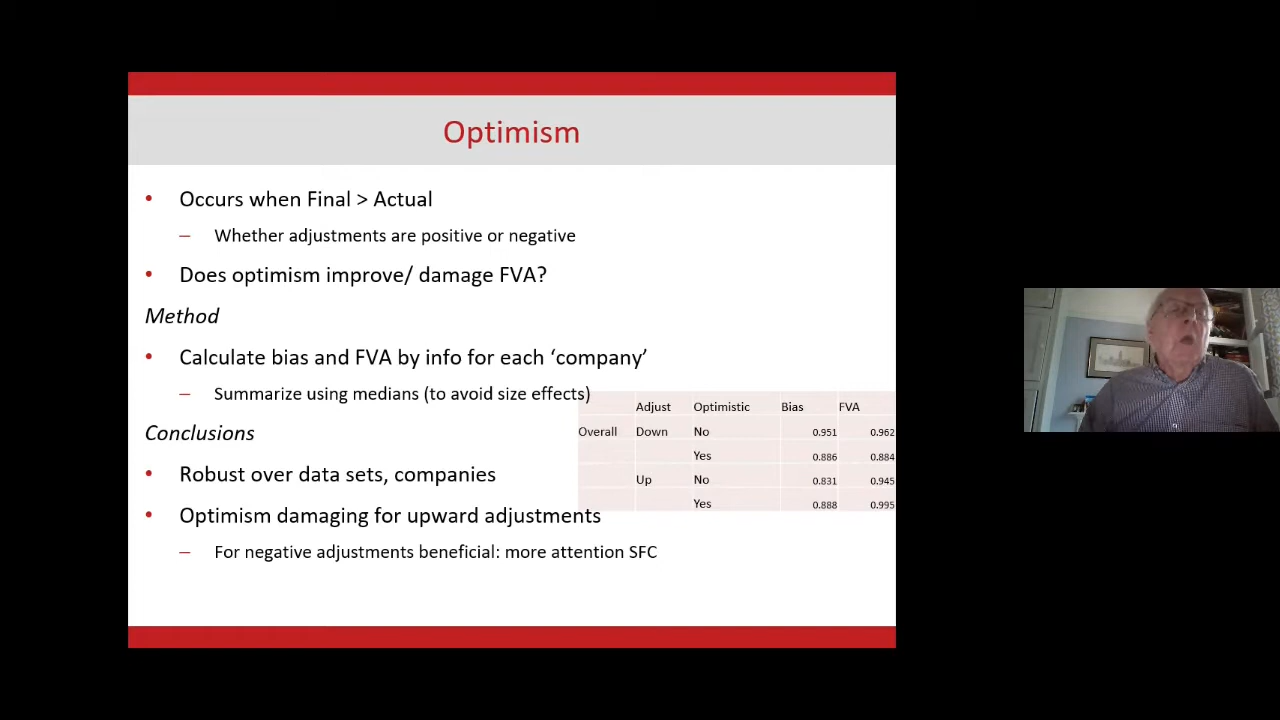 Optimism
• Occurs when Final > Actual
– Whether adjustments are positive or negative
• Does optimism improve/ damage FVA?
Method
• Calculate bias and FVA by info for each ‘company’
– Summarize using medians (to avoid size effects)
Conclusions
• Robust over data sets, companies
• Optimism damaging for upward adjustments
– For negative adjustments beneficial: more attention SFC
Adjust Optimistic Bias FVA
Overall Down No 0.951 0.962
Yes 0.886 0.884
Up No 0.831 0.945
Yes 0.888 0.995